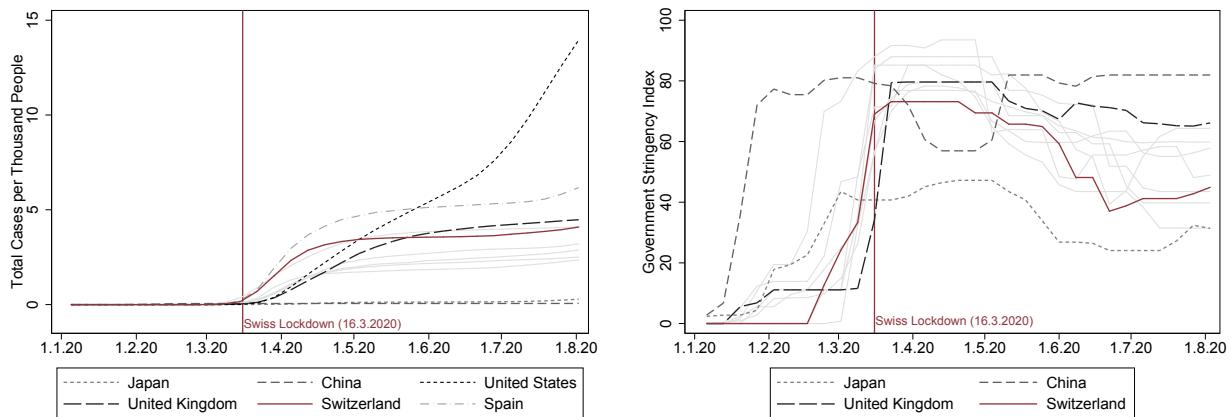 Total Cases per Thousand People
15
10
5
0
Swiss Lockdown (16.3.2020)
1.1.20 1.2.20 1.3.20 1.4.20 1.5.20 1.6.20 1.7.20 1.8.20
Japan China United States
United Kingdom Switzerland Spain
Government Stringency Index
100
80
60
40
20
0
Swiss Lockdown (16.3.2020)
1.1.20 1.2.20 1.3.20 1.4.20 1.5.20 1.6.20 1.7.20 1.8.20
Japan China
United Kingdom Switzerland